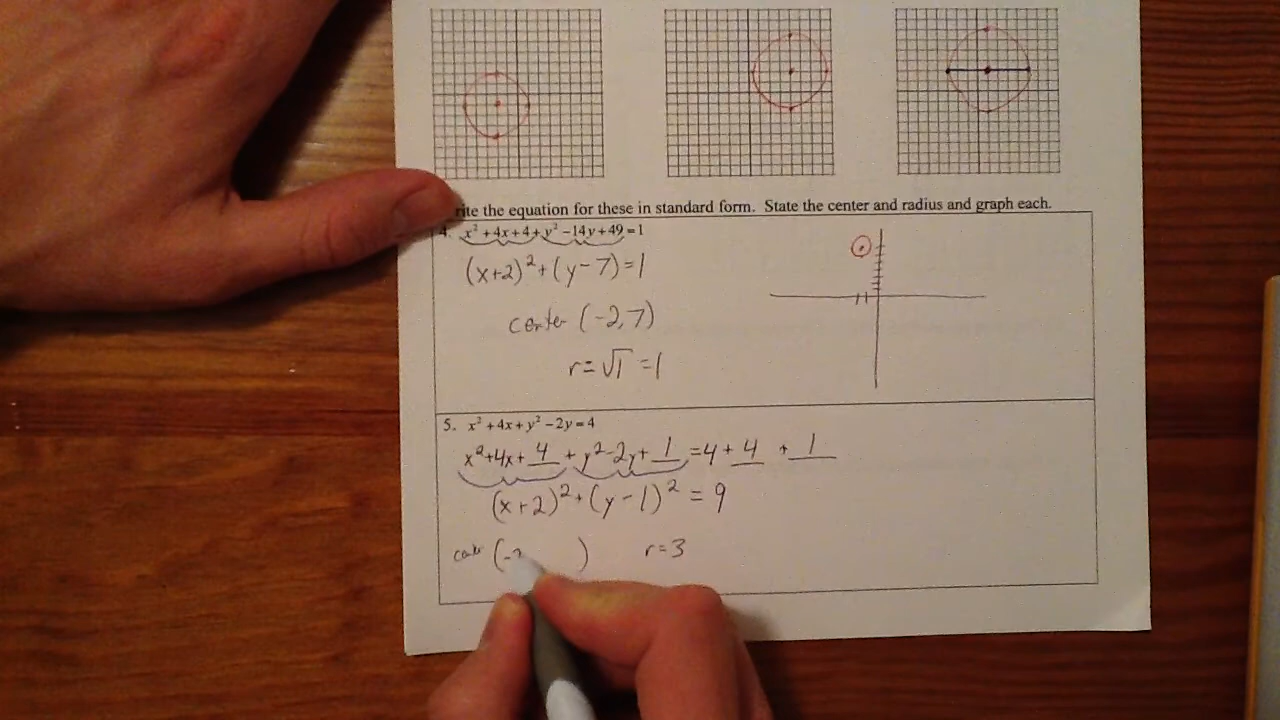 rite the equation for these in standard form. State the center and radius and graph each.
4. x² + 4x + 4 + y² − 14y + 49 = 1
(x+2)² + (y − 7) = 1
center (−2, 7)
r = √1 = 1
5. x² + 4x + y² − 2y = 4
x² + 4x + 4 + y² − 2y + 1 = 4 + 4 + 1
(x+2)² + (y − 1)² = 9
( ) r = 3